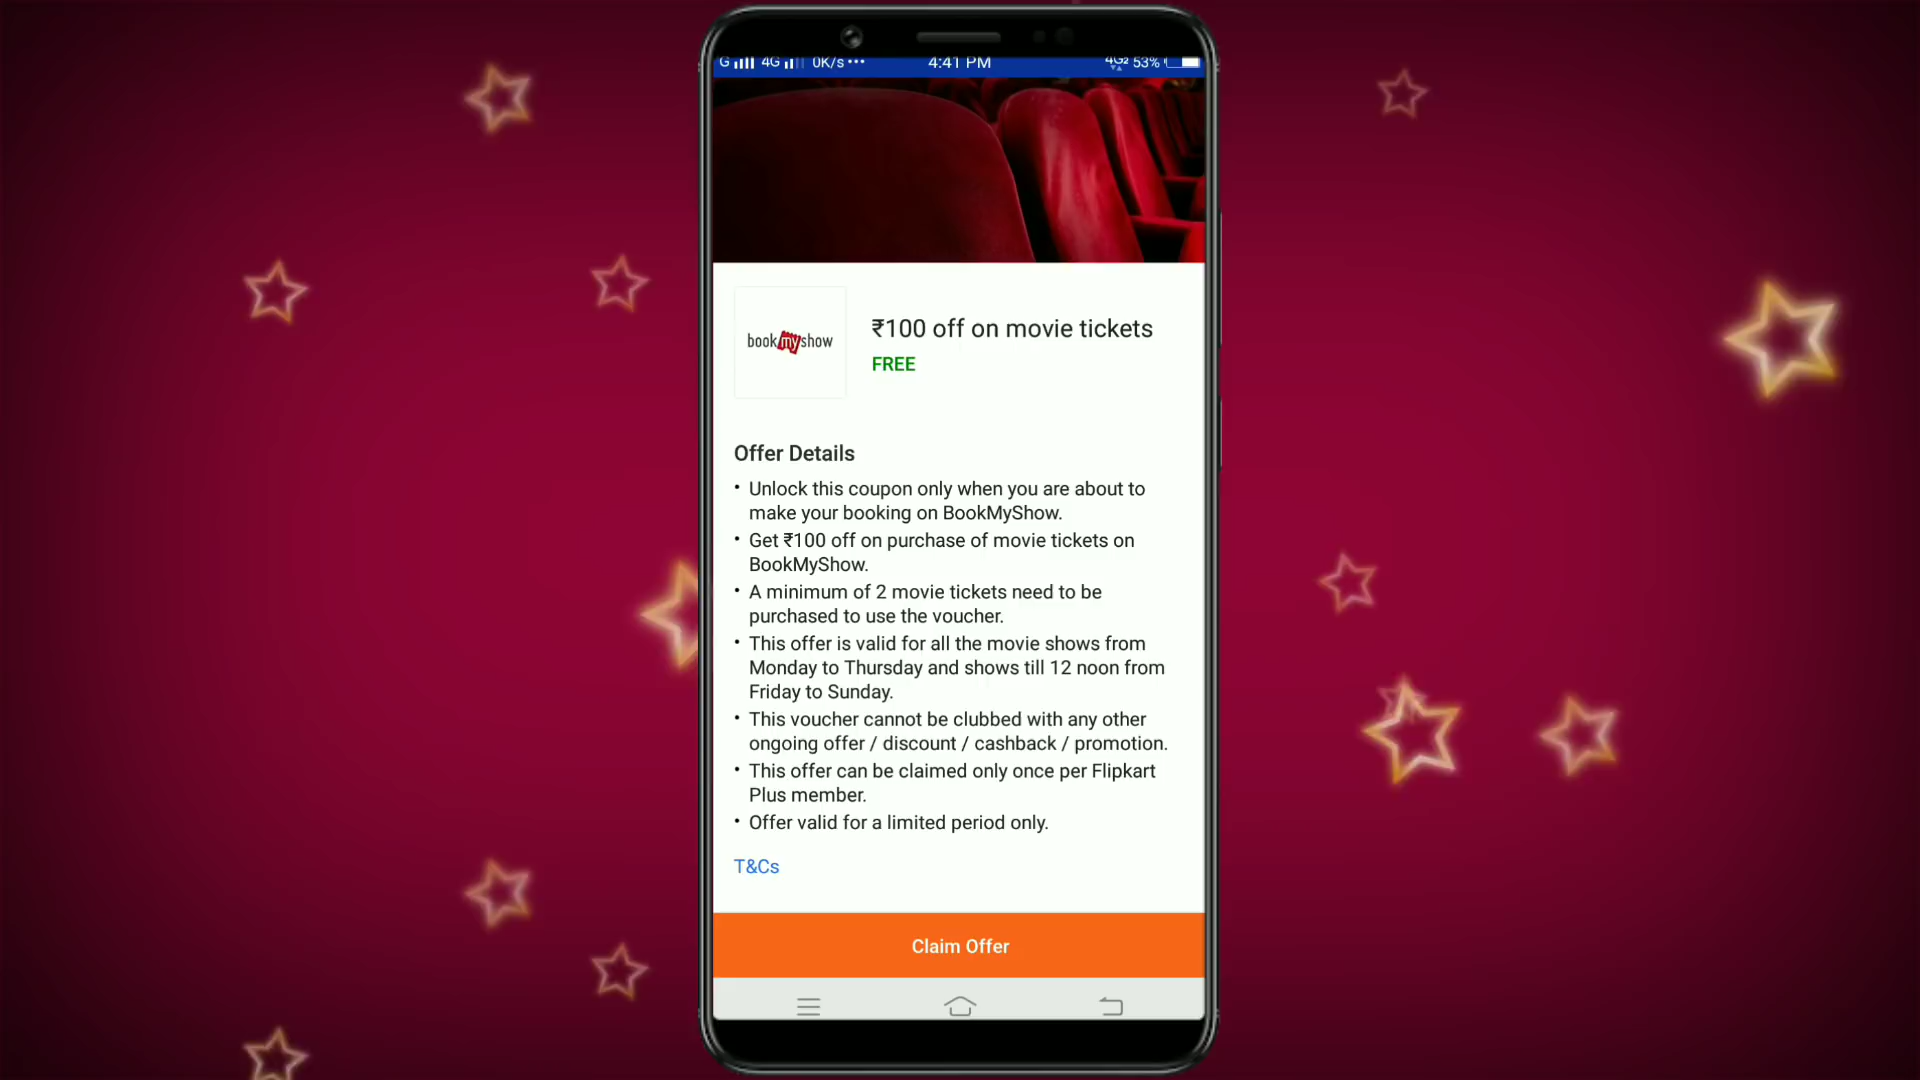 G 4G 0K/s ••• 4:41 PM 4G2 53%
book my show
₹100 off on movie tickets
FREE
Offer Details
• Unlock this coupon only when you are about to
make your booking on BookMyShow.
• Get ₹100 off on purchase of movie tickets on
BookMyShow.
• A minimum of 2 movie tickets need to be
purchased to use the voucher.
• This offer is valid for all the movie shows from
Monday to Thursday and shows till 12 noon from
Friday to Sunday.
• This voucher cannot be clubbed with any other
ongoing offer / discount / cashback / promotion.
• This offer can be claimed only once per Flipkart
Plus member.
• Offer valid for a limited period only.
T&Cs
Claim Offer